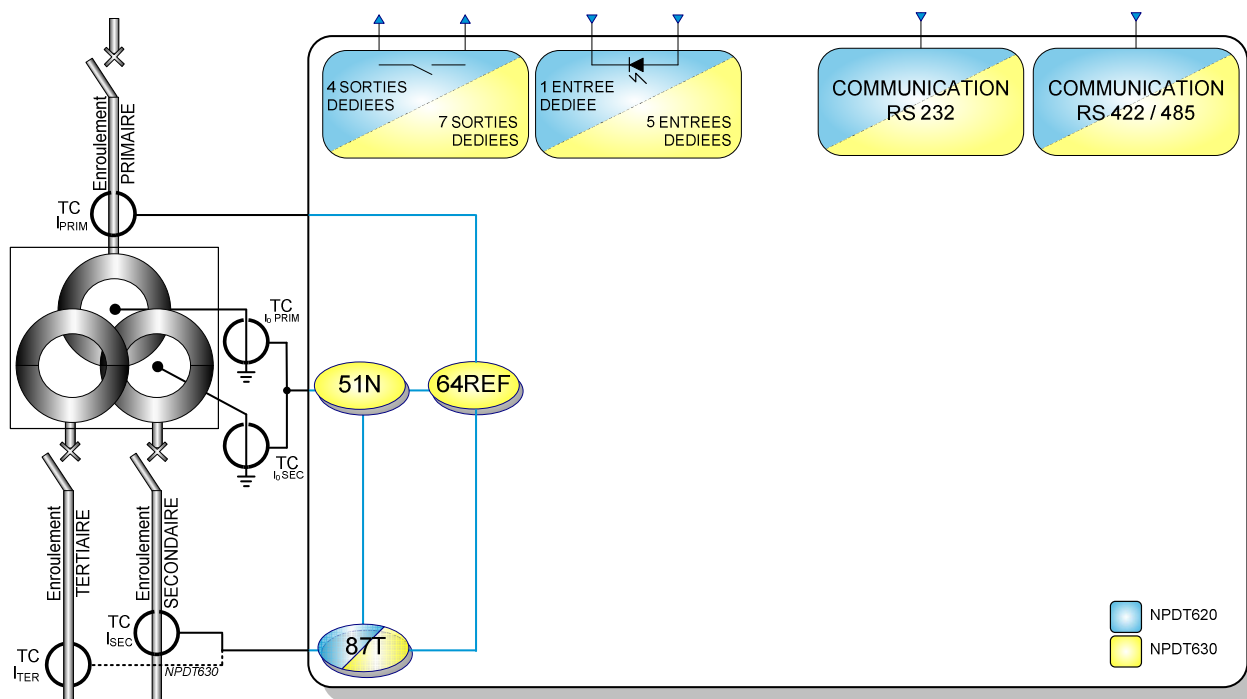 4 SORTIES
DEDIEES
7 SORTIES
DEDIEES
1 ENTREE
DEDIEE
5 ENTREES
DEDIEES
COMMUNICATION
RS 232
COMMUNICATION
RS 422 / 485
Enroulement
PRIMAIRE
TC
IPRIM
TC
I0 PRIM
51N
64REF
TC
I0 SEC
Enroulement
TERTIAIRE
Enroulement
SECONDAIRE
TC
ISEC
TC
ITER
NPDT630
87T
NPDT620
NPDT630